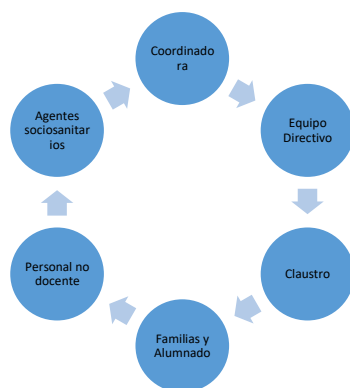 Coordinado
ra
Equipo
Directivo
Claustro
Familias y
Alumnado
Personal no
docente
Agentes
sociosanitar
ios